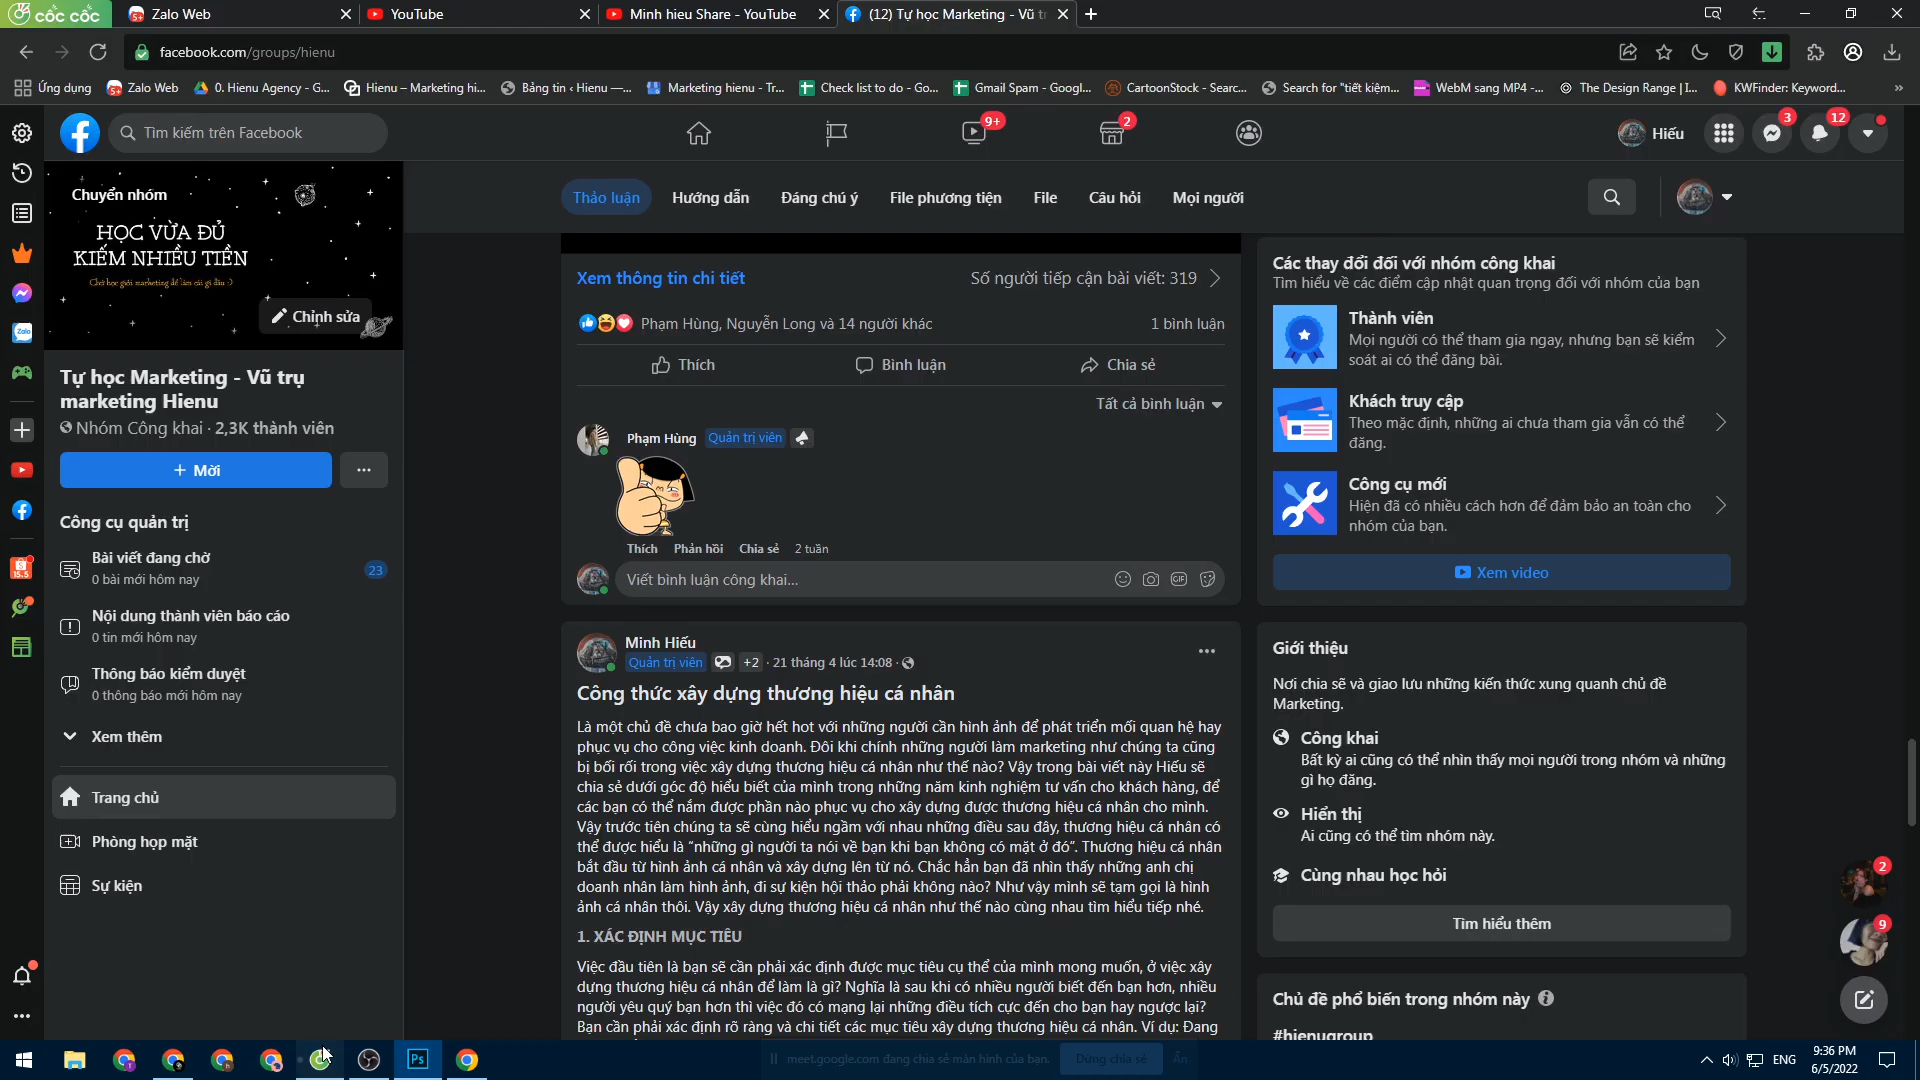 cốc cốc
Zalo Web
YouTube
Minh hieu Share - YouTube
(12) Tự học Marketing - Vũ tr
facebook.com/groups/hienu
Ứng dụng
Zalo Web
0. Hienu Agency - G...
Hienu – Marketing hi...
Bảng tin ‹ Hienu —...
Marketing hienu - Tr...
Check list to do - Go...
Gmail Spam - Googl...
CartoonStock - Searc...
Search for "tiết kiệm...
WebM sang MP4 -...
The Design Range | I...
KWFinder: Keyword...
Tìm kiếm trên Facebook
9+
2
Hiếu
3
12
Chuyển nhóm
HỌC VỪA ĐỦ
KIẾM NHIỀU TIỀN
Chứ học giỏi marketing để làm cái gì đâu :)
Chỉnh sửa
Tự học Marketing - Vũ trụ
marketing Hienu
Nhóm Công khai · 2,3K thành viên
+ Mời
Công cụ quản trị
Bài viết đang chờ
0 bài mới hôm nay
23
Nội dung thành viên báo cáo
0 tin mới hôm nay
Thông báo kiểm duyệt
0 thông báo mới hôm nay
Xem thêm
Trang chủ
Phòng họp mặt
Sự kiện
Thảo luận
Hướng dẫn
Đáng chú ý
File phương tiện
File
Câu hỏi
Mọi người
Xem thông tin chi tiết
Số người tiếp cận bài viết: 319
Phạm Hùng, Nguyễn Long và 14 người khác
1 bình luận
Thích
Bình luận
Chia sẻ
Tất cả bình luận
Phạm Hùng
Quản trị viên
Thích Phản hồi Chia sẻ 2 tuần
Viết bình luận công khai...
GIF
Minh Hiếu
Quản trị viên +2 · 21 tháng 4 lúc 14:08 ·
Công thức xây dựng thương hiệu cá nhân
Là một chủ đề chưa bao giờ hết hot với những người cần hình ảnh để phát triển mối quan hệ hay
phục vụ cho công việc kinh doanh. Đôi khi chính những người làm marketing như chúng ta cũng
bị bối rối trong việc xây dựng thương hiệu cá nhân như thế nào? Vậy trong bài viết này Hiếu sẽ
chia sẻ dưới góc độ hiểu biết của mình trong những năm kinh nghiệm tư vấn cho khách hàng, để
các bạn có thể nắm được phần nào phục vụ cho xây dựng được thương hiệu cá nhân cho mình.
Vậy trước tiên chúng ta sẽ cùng hiểu ngầm với nhau những điều sau đây, thương hiệu cá nhân có
thể được hiểu là “những gì người ta nói về bạn khi bạn không có mặt ở đó”. Thương hiệu cá nhân
bắt đầu từ hình ảnh cá nhân và xây dựng lên từ nó. Chắc hẳn bạn đã nhìn thấy những anh chị
doanh nhân làm hình ảnh, đi sự kiện hội thảo phải không nào? Như vậy mình sẽ tạm gọi là hình
ảnh cá nhân thôi. Vậy xây dựng thương hiệu cá nhân như thế nào cùng nhau tìm hiểu tiếp nhé.
1. XÁC ĐỊNH MỤC TIÊU
Việc đầu tiên là bạn sẽ cần phải xác định được mục tiêu cụ thể của mình mong muốn, ở việc xây
dựng thương hiệu cá nhân để làm là gì? Nghĩa là sau khi có nhiều người biết đến bạn hơn, nhiều
người yêu quý bạn hơn thì việc đó có mạng lại những điều tích cực đến cho bạn hay ngược lại?
Bạn cần phải xác định rõ ràng và chi tiết các mục tiêu xây dựng thương hiệu cá nhân. Ví dụ: Đang
Các thay đổi đối với nhóm công khai
Tìm hiểu về các điểm cập nhật quan trọng đối với nhóm của bạn
Thành viên
Mọi người có thể tham gia ngay, nhưng bạn sẽ kiểm
soát ai có thể đăng bài.
Khách truy cập
Theo mặc định, những ai chưa tham gia vẫn có thể
đăng.
Công cụ mới
Hiện đã có nhiều cách hơn để đảm bảo an toàn cho
nhóm của bạn.
Xem video
Giới thiệu
Nơi chia sẽ và giao lưu những kiến thức xung quanh chủ đề
Marketing.
Công khai
Bất kỳ ai cũng có thể nhìn thấy mọi người trong nhóm và những
gì họ đăng.
Hiển thị
Ai cũng có thể tìm nhóm này.
Cùng nhau học hỏi
Tìm hiểu thêm
Chủ đề phổ biến trong nhóm này
#hienugroup
2
9
meet.google.com đang chia sẻ màn hình của bạn.
Dừng chia sẻ
Ẩn
Ps
ENG
9:36 PM
6/5/2022